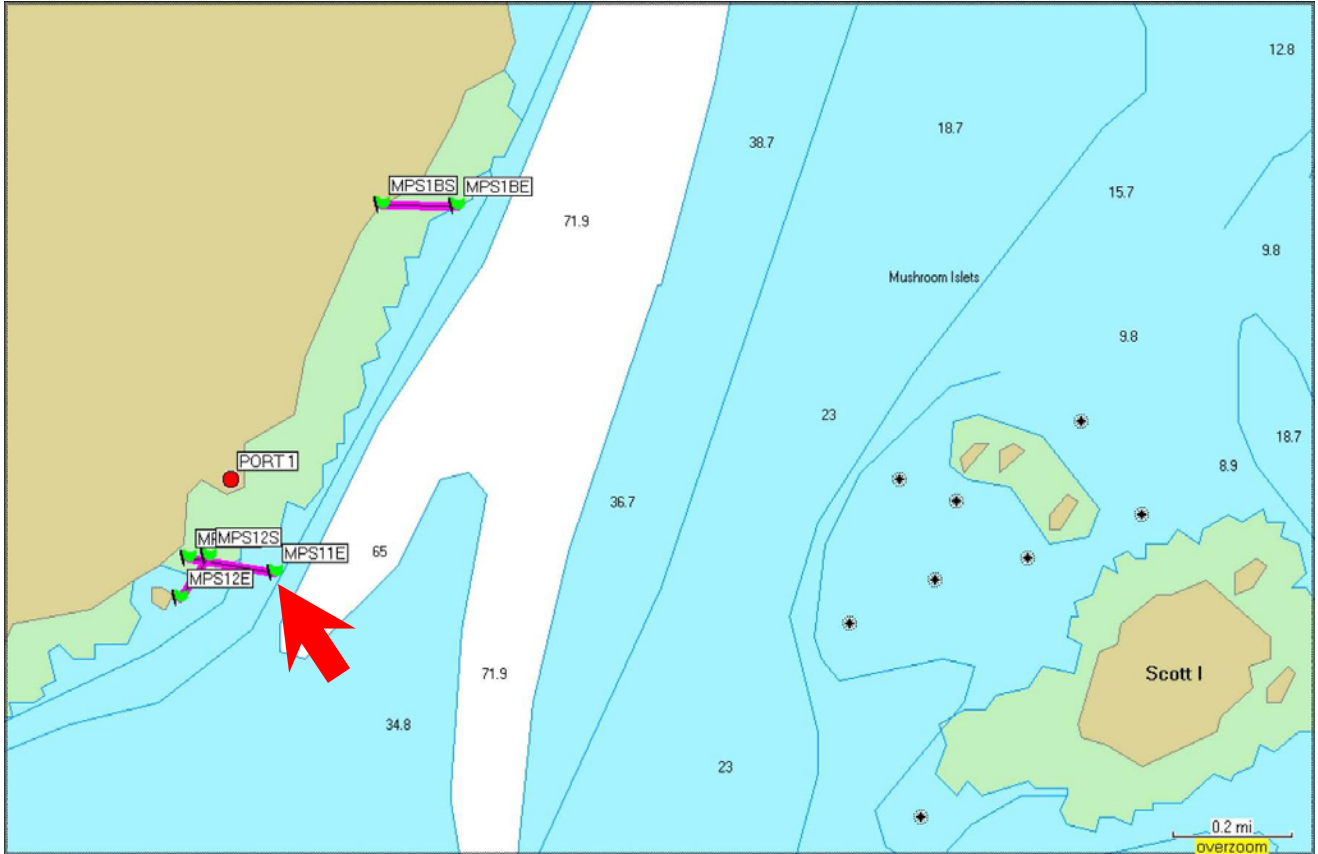 12.8
18.7
38.7
MPS1BS
MPS1BE
15.7
71.9
9.8
Mushroom Islets
9.8
23
18.7
PORT 1
8.9
36.7
MPS12S
65
MPS11E
MPS12E
71.9
Scott I
34.8
23
0.2 mi
overzoom